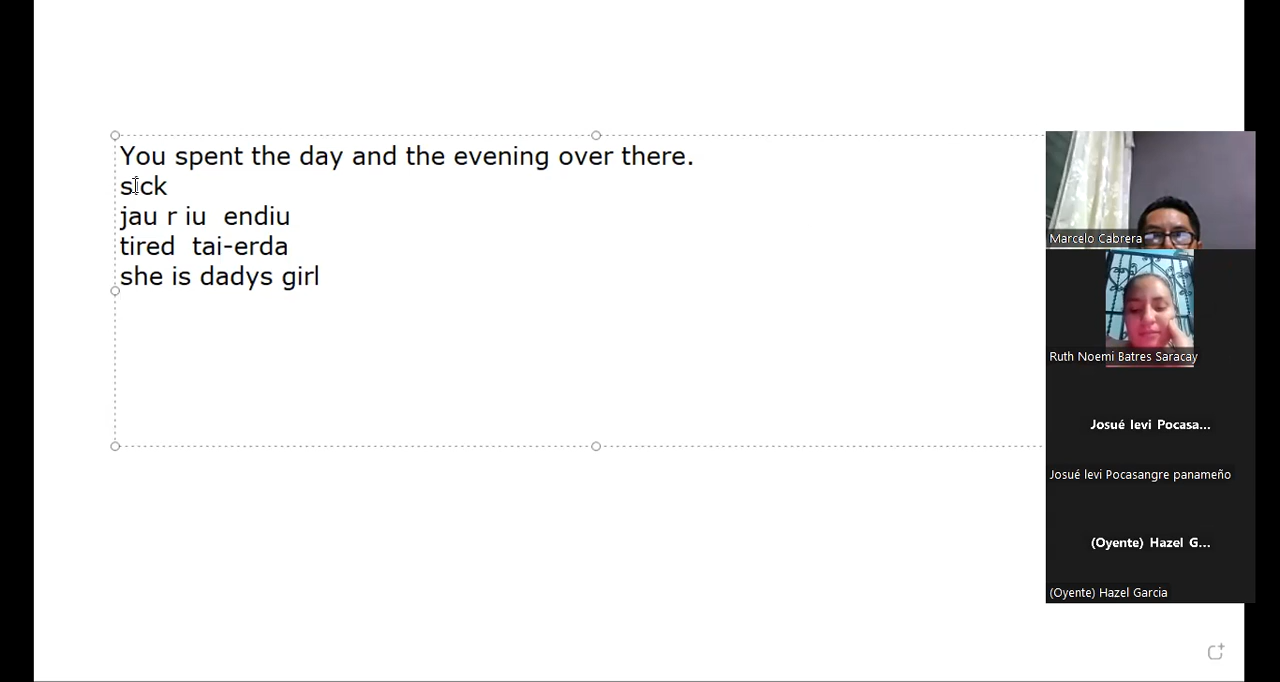 You spent the day and the evening over there.
sick
jau r iu  endiu
tired  tai-erda
she is dadys girl
Marcelo Cabrera
Ruth Noemi Batres Saracay
Josué levi Pocasa...
Josué levi Pocasangre panameño
(Oyente) Hazel G...
(Oyente) Hazel Garcia